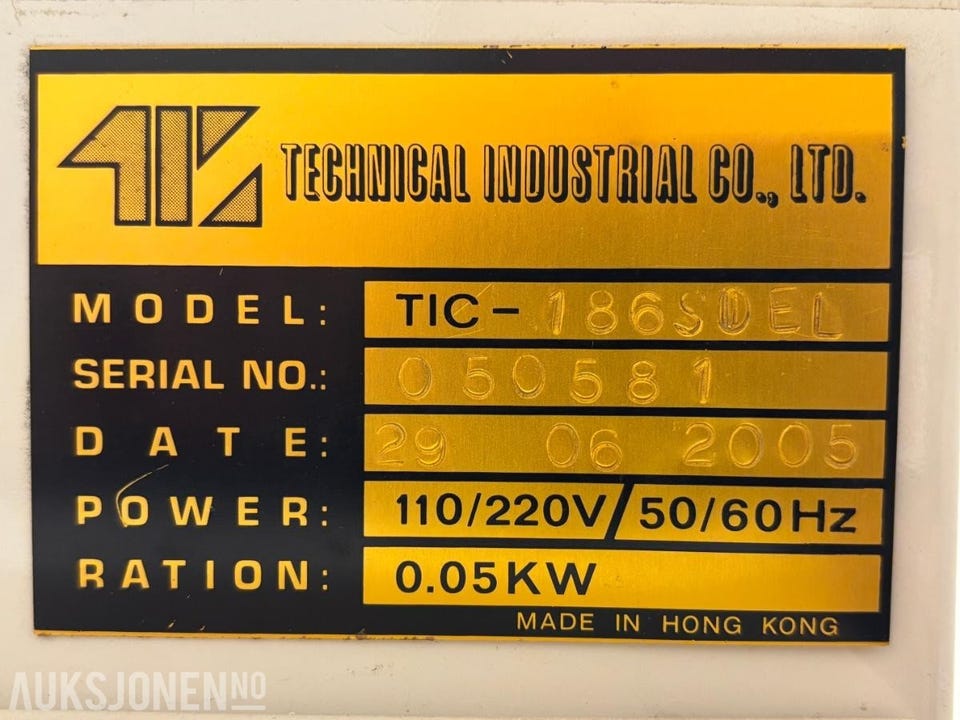 TIC TECHNICAL INDUSTRIAL CO., LTD.
MODEL: TIC-186SDEL
SERIAL NO.: 050581
DATE: 29 06 2005
POWER: 110/220V/50/60Hz
RATION: 0.05KW
MADE IN HONG KONG
AUKSJONEN.NO